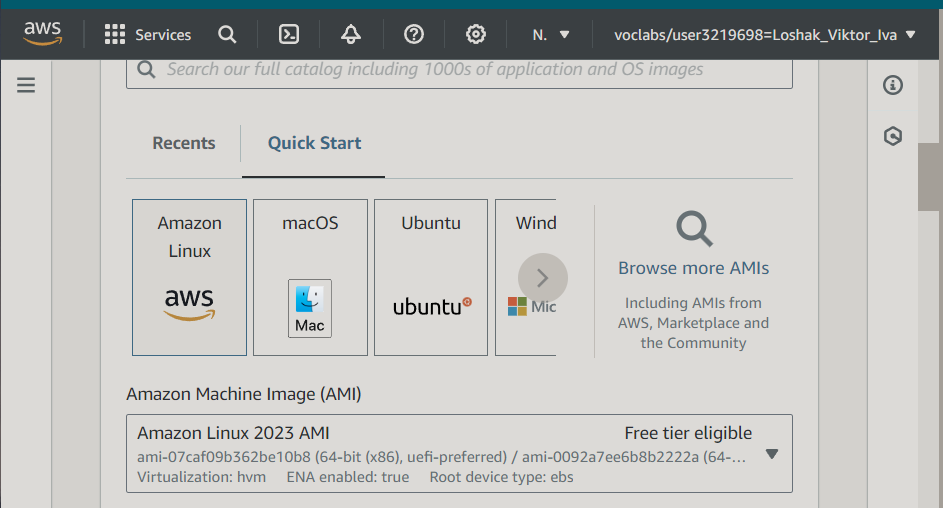 aws Services N. voclabs/user3219698=Loshak_Viktor_Iva
Search our full catalog including 1000s of application and OS images
Recents Quick Start
Amazon Linux
aws
macOS
Mac
Ubuntu
ubuntu
Wind
Mic
Browse more AMIs
Including AMIs from
AWS, Marketplace and
the Community
Amazon Machine Image (AMI)
Amazon Linux 2023 AMI Free tier eligible
ami-07caf09b362be10b8 (64-bit (x86), uefi-preferred) / ami-0092a7ee6b8b2222a (64-...
Virtualization: hvm ENA enabled: true Root device type: ebs